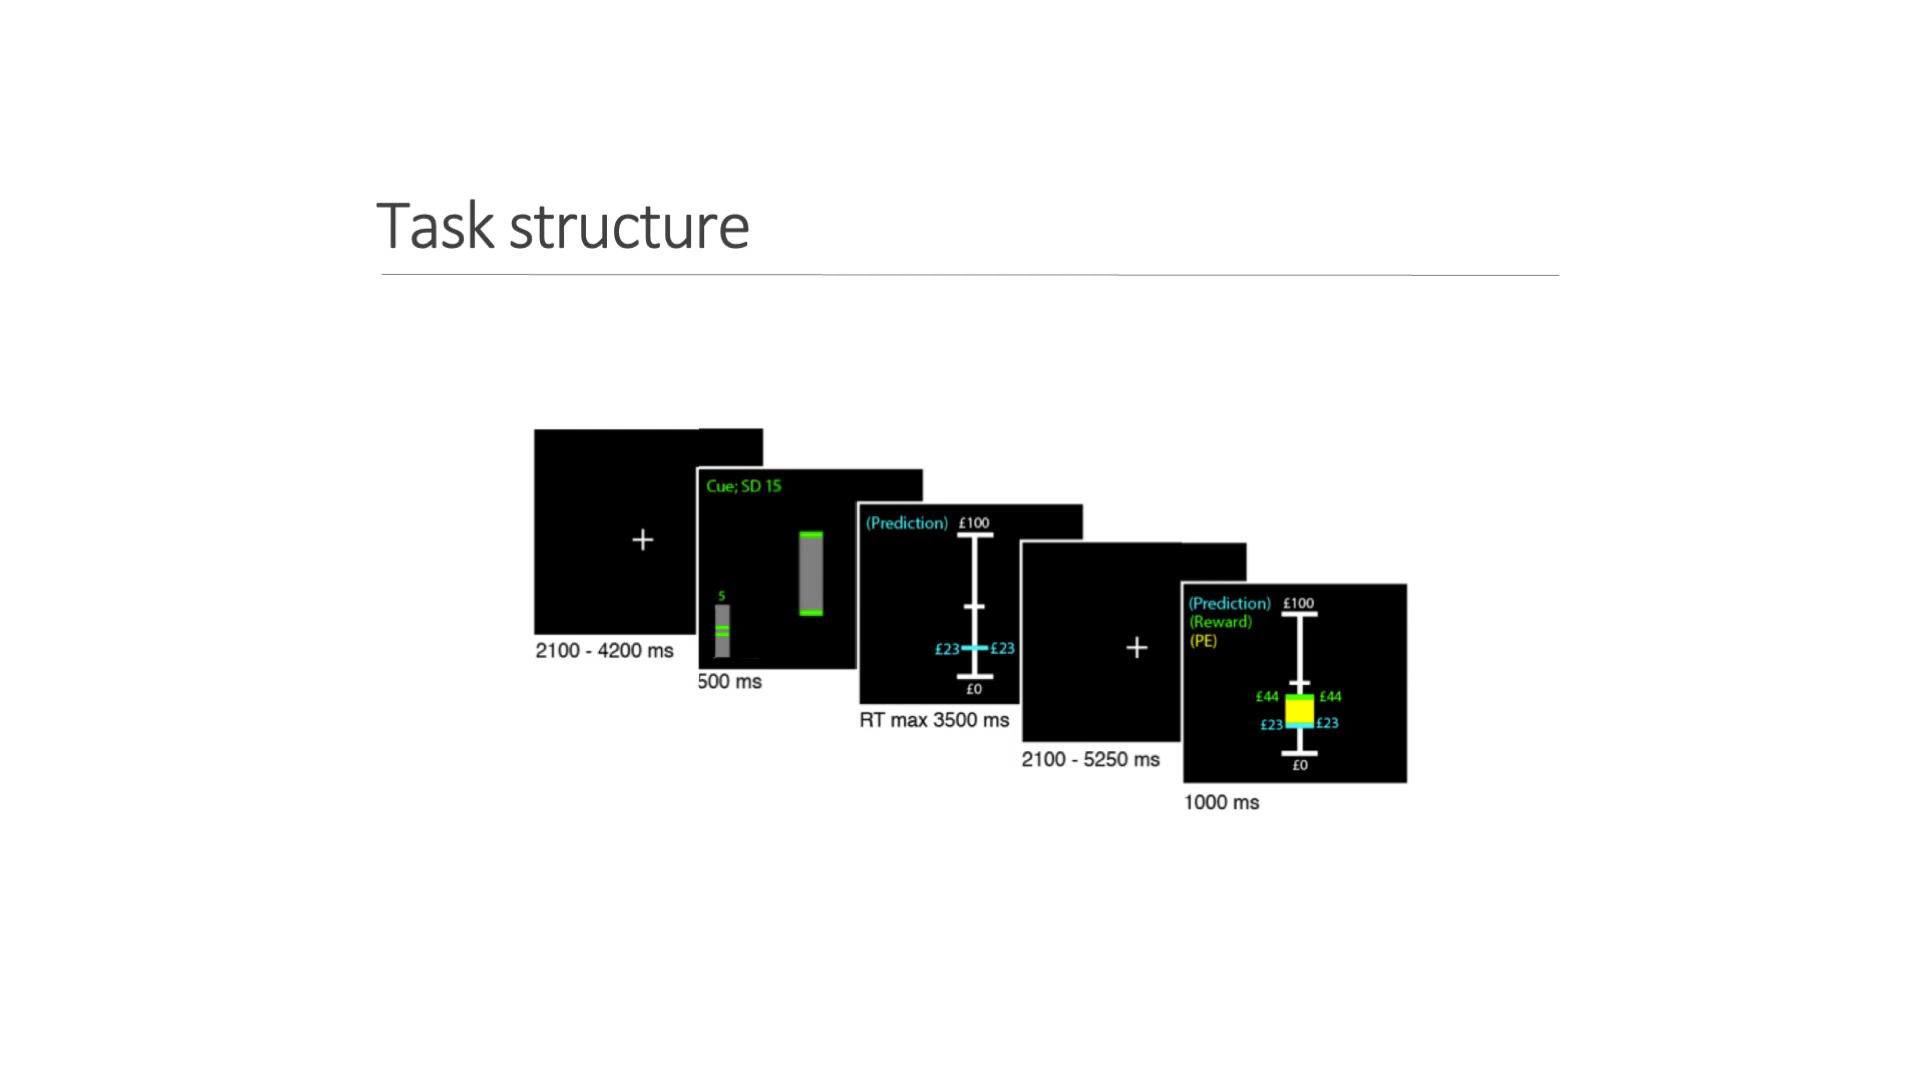 Task structure
2100 - 4200 ms
Cue; SD 15
5
500 ms
(Prediction) £100
£23 £23
£0
RT max 3500 ms
2100 - 5250 ms
(Prediction) £100
(Reward)
(PE)
£44 £44
£23 £23
£0
1000 ms